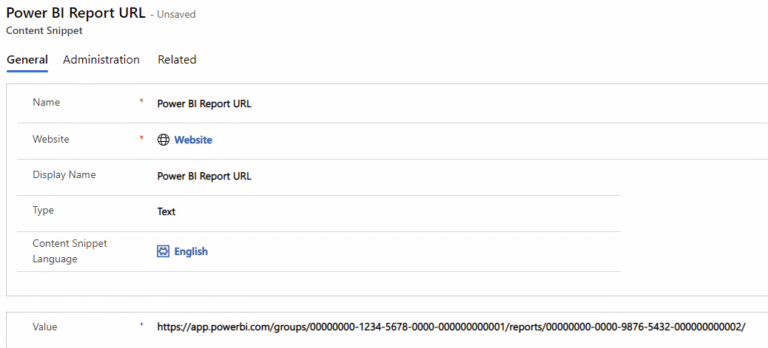 Power BI Report URL - Unsaved
Content Snippet
General Administration Related
Name * Power BI Report URL
Website * Website
Display Name Power BI Report URL
Type Text
Content Snippet
Language English
Value * https://app.powerbi.com/groups/00000000-1234-5678-0000-000000000001/reports/00000000-0000-9876-5432-000000000002/